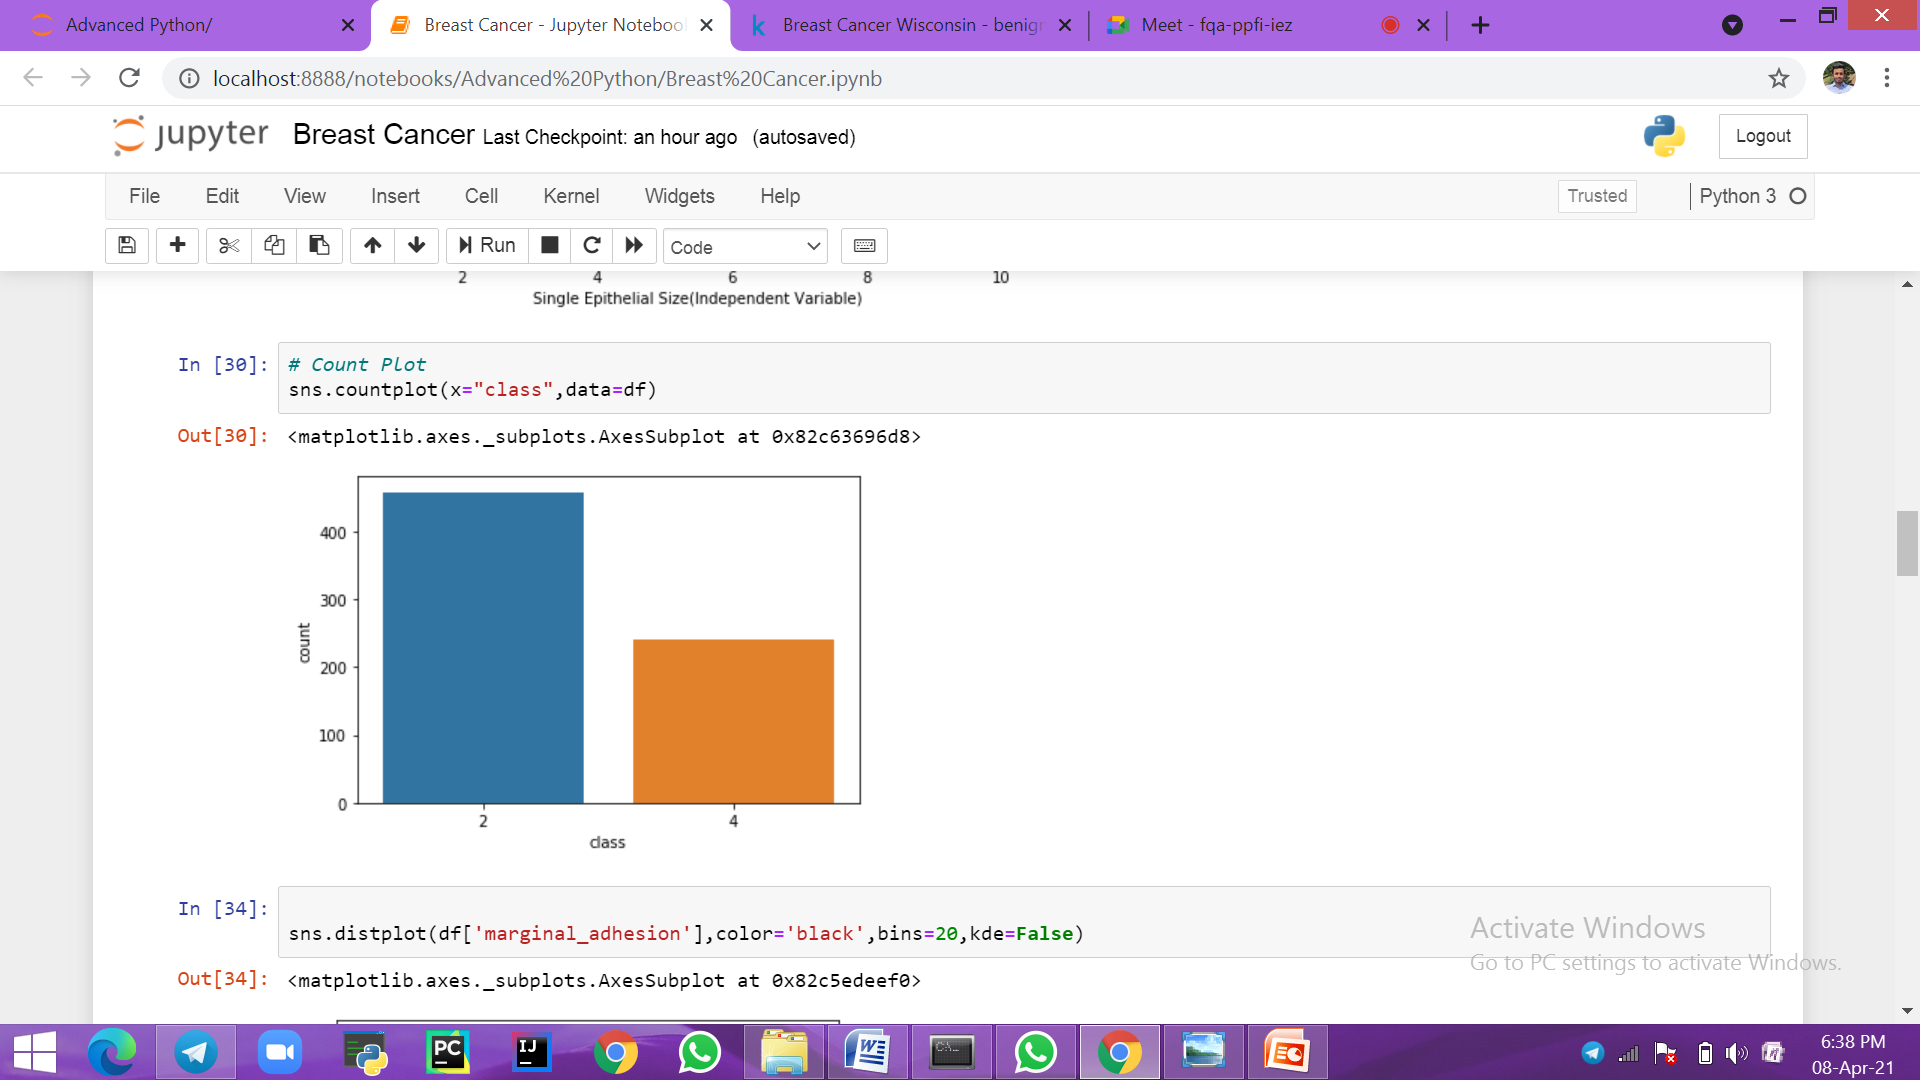 Advanced Python/
Breast Cancer - Jupyter Noteboo
Breast Cancer Wisconsin - benig
Meet - fqa-ppfi-iez
localhost:8888/notebooks/Advanced%20Python/Breast%20Cancer.ipynb
jupyter Breast Cancer Last Checkpoint: an hour ago (autosaved)
Logout
File Edit View Insert Cell Kernel Widgets Help
Trusted
Python 3
Run
Code
2 4 6 8 10
Single Epithelial Size(Independent Variable)
In [30]: # Count Plot
sns.countplot(x="class",data=df)
Out[30]: <matplotlib.axes._subplots.AxesSubplot at 0x82c63696d8>
400
300
200
100
0
count
2 4
class
In [34]:
sns.distplot(df['marginal_adhesion'],color='black',bins=20,kde=False)
Out[34]: <matplotlib.axes._subplots.AxesSubplot at 0x82c5edeef0>
Activate Windows
Go to PC settings to activate Windows.
PC
IJ
6:38 PM
08-Apr-21